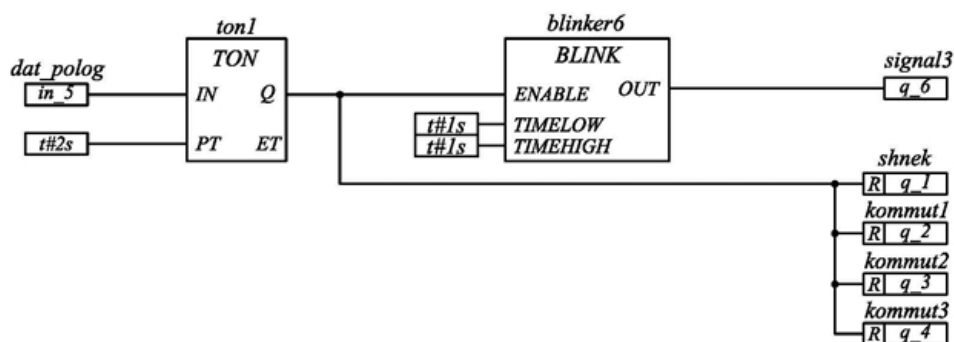 ton1
blinker6
TON
BLINK
dat_polog
signal3
in_5
IN Q
ENABLE OUT
q_6
t#2s
PT ET
t#1s TIMELOW
t#1s TIMEHIGH
shnek
R q_1
kommut1
R q_2
kommut2
R q_3
kommut3
R q_4